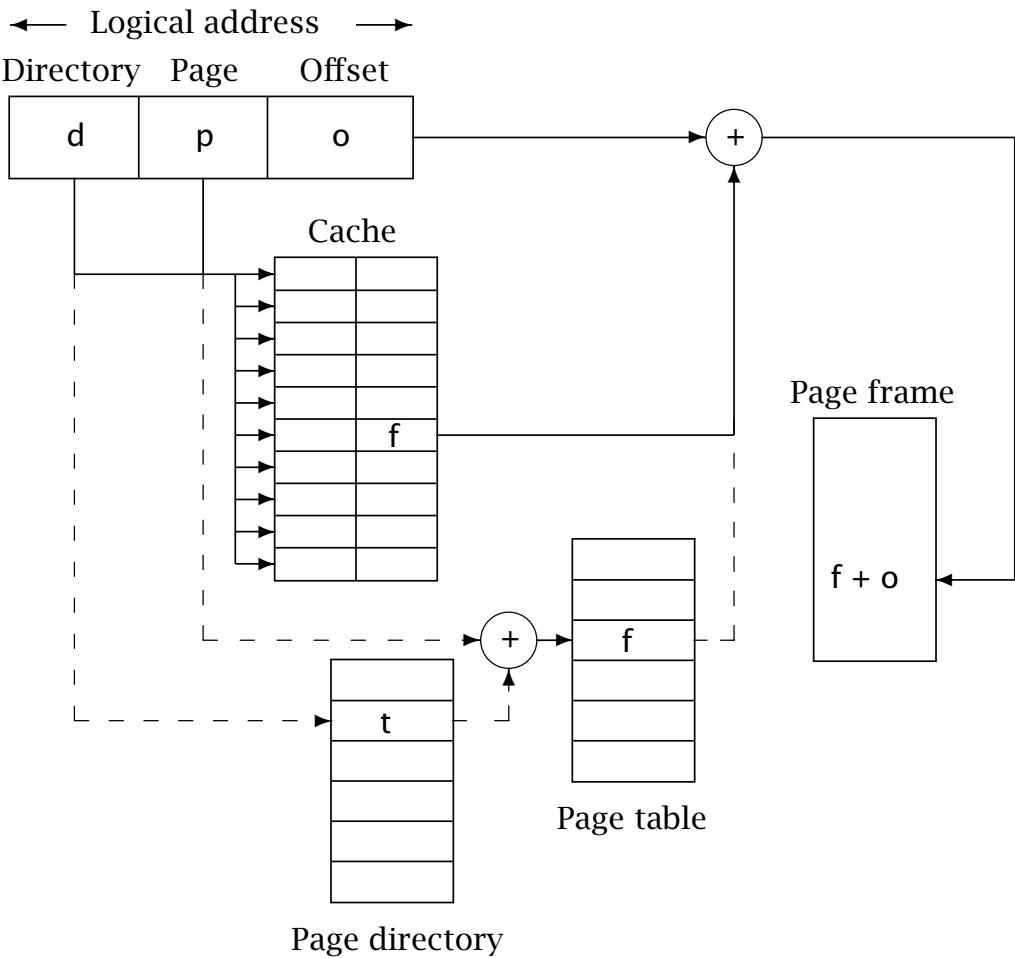 Logical address
Directory Page Offset
d p o
+
Cache
f
Page frame
f + o
+
f
t
Page table
Page directory